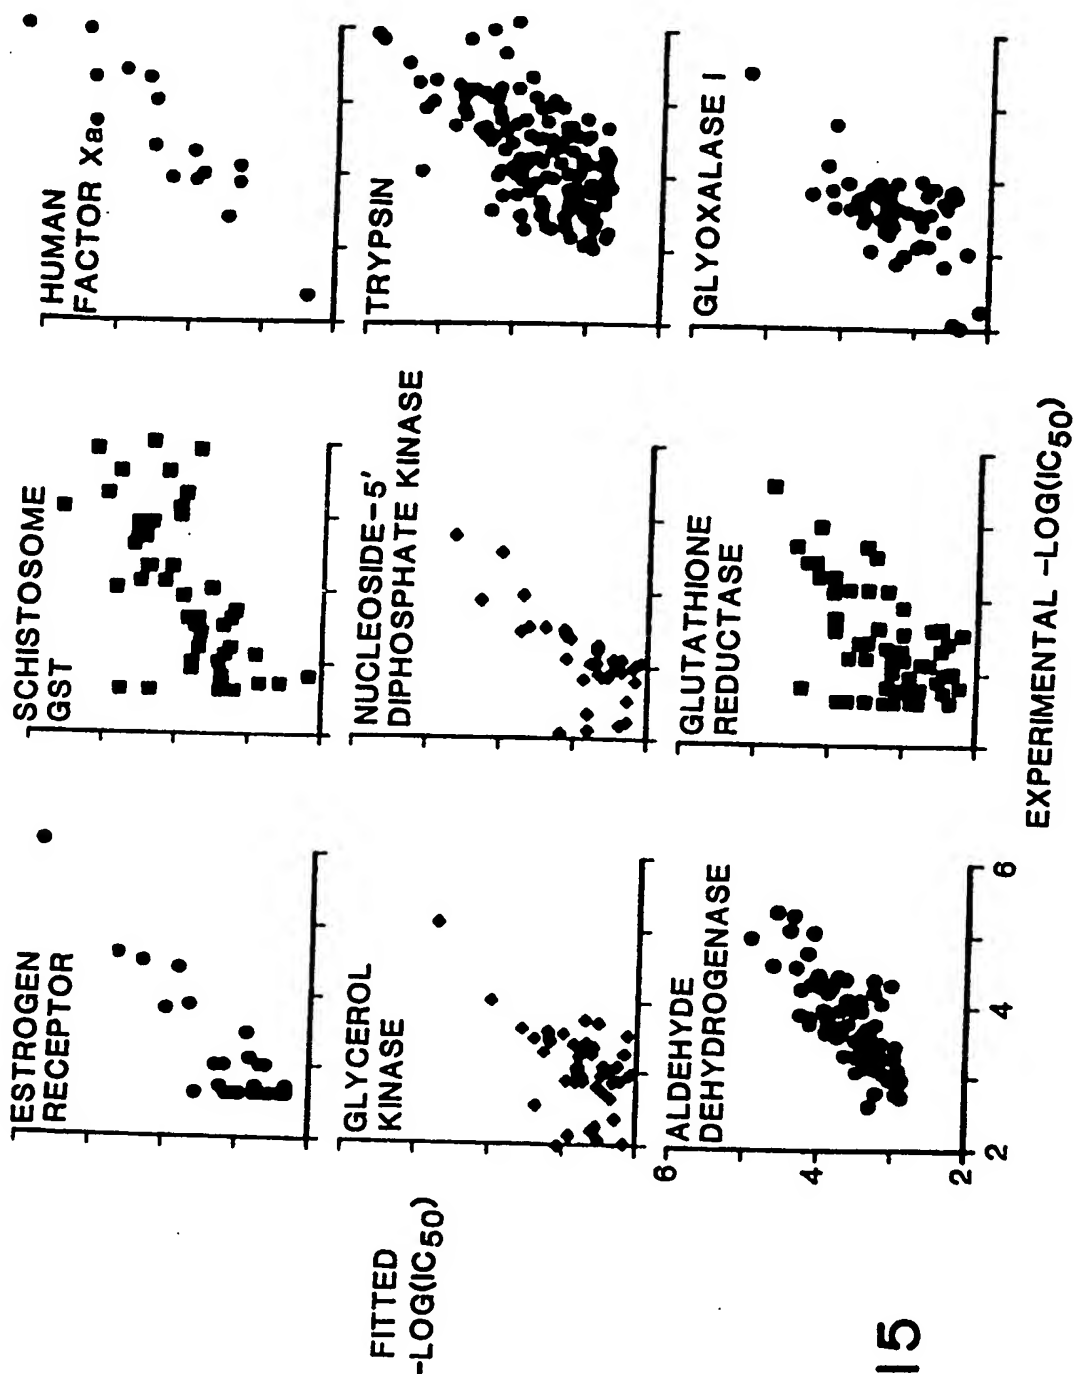 ESTROGEN
RECEPTOR
SCHISTOSOME
GST
HUMAN
FACTOR Xa
FITTED
-LOG(IC50)
GLYCEROL
KINASE
NUCLEOSIDE-5'
DIPHOSPHATE KINASE
TRYPSIN
ALDEHYDE
DEHYDROGENASE
GLUTATHIONE
REDUCTASE
GLYOXALASE I
6
4
2
2 4 6
EXPERIMENTAL -LOG(IC50)
15